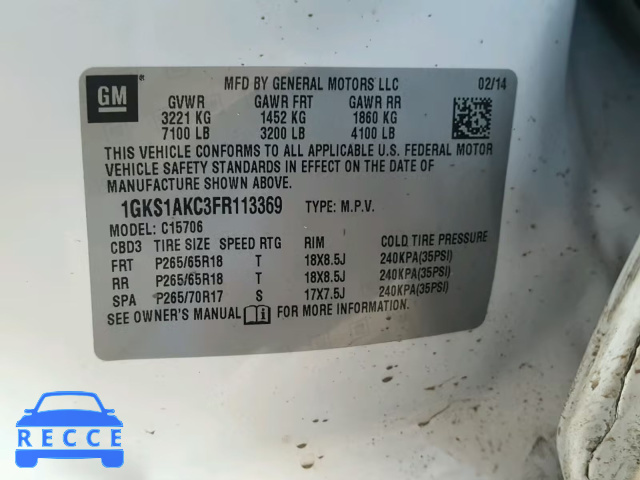 GM
MFD BY GENERAL MOTORS LLC 02/14
GVWR GAWR FRT GAWR RR
3221 KG 1452 KG 1860 KG
7100 LB 3200 LB 4100 LB
THIS VEHICLE CONFORMS TO ALL APPLICABLE U.S. FEDERAL MOTOR
VEHICLE SAFETY STANDARDS IN EFFECT ON THE DATE OF
MANUFACTURE SHOWN ABOVE.
1GKS1AKC3FR113369 TYPE: M.P.V.
MODEL: C15706
CBD3 TIRE SIZE SPEED RTG RIM COLD TIRE PRESSURE
FRT P265/65R18 T 18X8.5J 240KPA(35PSI)
RR P265/65R18 T 18X8.5J 240KPA(35PSI)
SPA P265/70R17 S 17X7.5J 240KPA(35PSI)
SEE OWNER'S MANUAL FOR MORE INFORMATION.
RECCE